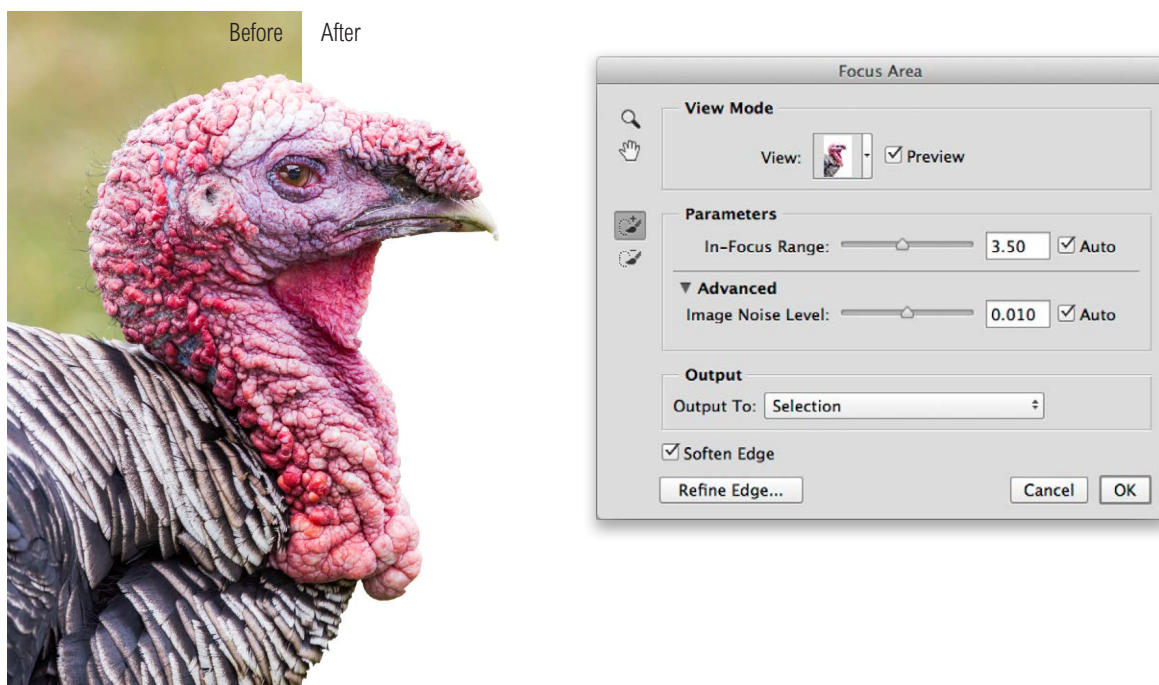 Before After
Focus Area
View Mode
View: Preview
Parameters
In-Focus Range: 3.50 Auto
Advanced
Image Noise Level: 0.010 Auto
Output
Output To: Selection
Soften Edge
Refine Edge... Cancel OK